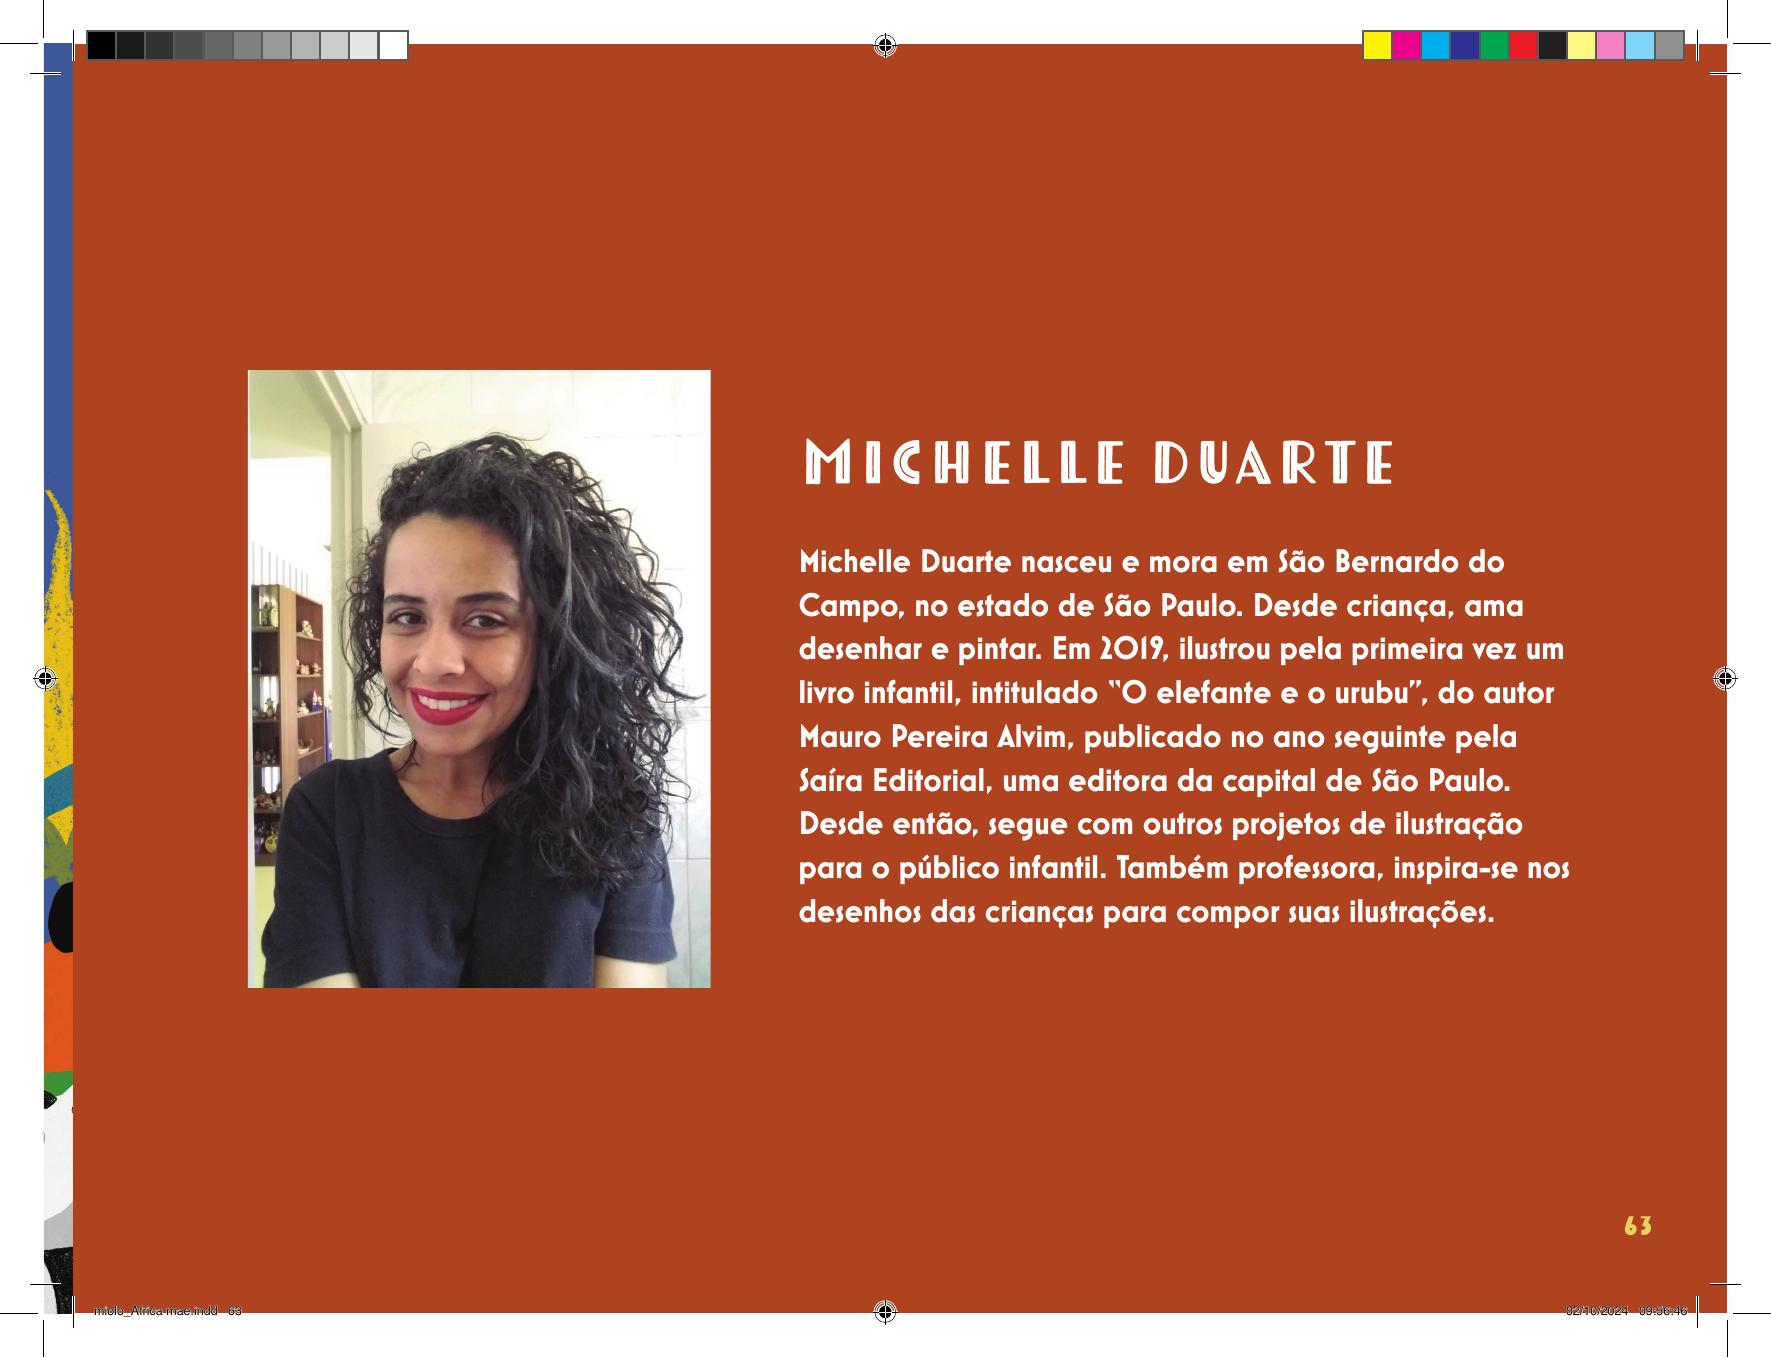 MICHELLE DUARTE
Michelle Duarte nasceu e mora em São Bernardo do
Campo, no estado de São Paulo. Desde criança, ama
desenhar e pintar. Em 2019, ilustrou pela primeira vez um
livro infantil, intitulado “O elefante e o urubu”, do autor
Mauro Pereira Alvim, publicado no ano seguinte pela
Saíra Editorial, uma editora da capital de São Paulo.
Desde então, segue com outros projetos de ilustração
para o público infantil. Também professora, inspira-se nos
desenhos das crianças para compor suas ilustrações.
63
miolo_Africa mae.indd 63
02/10/2024 09:56:46